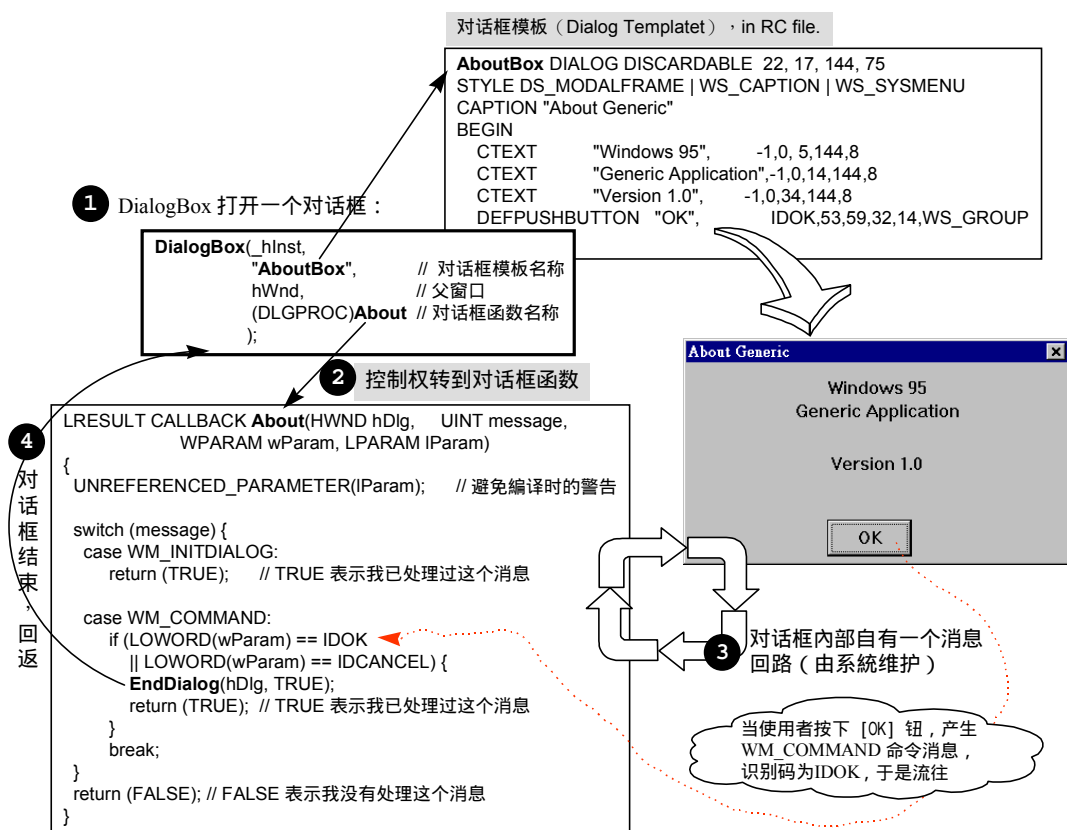 对话框模板（Dialog Templatet），in RC file.
AboutBox DIALOG DISCARDABLE 22, 17, 144, 75
STYLE DS_MODALFRAME | WS_CAPTION | WS_SYSMENU
CAPTION "About Generic"
BEGIN
CTEXT "Windows 95", -1,0, 5,144,8
CTEXT "Generic Application",-1,0,14,144,8
CTEXT "Version 1.0", -1,0,34,144,8
DEFPUSHBUTTON "OK", IDOK,53,59,32,14,WS_GROUP
1 DialogBox 打开一个对话框：
DialogBox(_hInst,
"AboutBox", // 对话框模板名称
hWnd, // 父窗口
(DLGPROC)About // 对话框函数名称
);
2 控制权转到对话框函数
LRESULT CALLBACK About(HWND hDlg, UINT message,
WPARAM wParam, LPARAM lParam)
{
UNREFERENCED_PARAMETER(lParam); // 避免编译时的警告
switch (message) {
case WM_INITDIALOG:
return (TRUE); // TRUE 表示我已处理过这个消息
case WM_COMMAND:
if (LOWORD(wParam) == IDOK
|| LOWORD(wParam) == IDCANCEL) {
EndDialog(hDlg, TRUE);
return (TRUE); // TRUE 表示我已处理过这个消息
}
break;
}
return (FALSE); // FALSE 表示我没有处理这个消息
}
About Generic
Windows 95
Generic Application
Version 1.0
OK
3 对话框內部自有一个消息
回路（由系統维护）
当使用者按下 [OK] 钮，产生
WM_COMMAND 命令消息，
识别码为IDOK，于是流往
4 对话框结束，回返